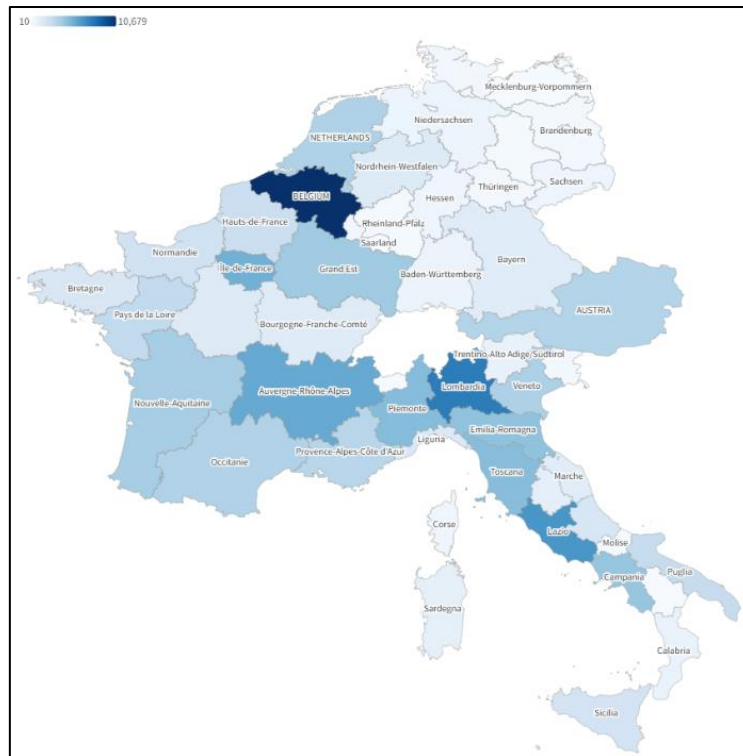 10 10,679
Mecklenburg-Vorpommern
Niedersachsen
Brandenburg
NETHERLANDS
Nordrhein-Westfalen
Sachsen
Thüringen
Hessen
BELGIUM
Hauts-de-France
Rheinland-Pfalz
Saarland
Normandie
Île-de-France
Grand Est
Bayern
Baden-Württemberg
Bretagne
AUSTRIA
Pays de la Loire
Bourgogne-Franche-Comté
Trentino-Alto Adige/Südtirol
Auvergne-Rhône-Alpes
Lombardia
Veneto
Nouvelle-Aquitaine
Piemonte
Emilia-Romagna
Liguria
Provence-Alpes-Côte d'Azur
Occitanie
Toscana
Marche
Corse
Lazio
Molise
Puglia
Campania
Sardegna
Calabria
Sicilia